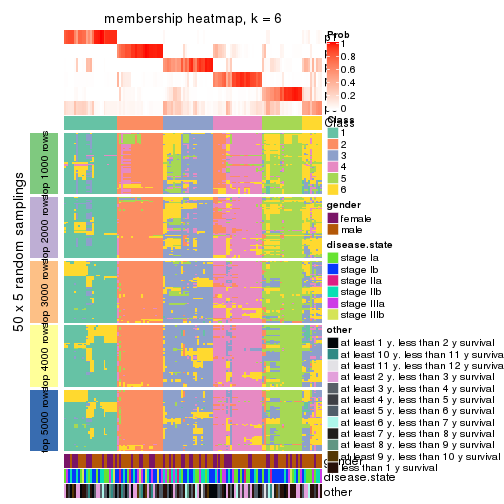 membership heatmap, k = 6
Prob
1
0.8
0.6
0.4
0.2
0
Class
Class
1
2
3
4
5
6
gender
female
male
disease.state
stage Ia
stage Ib
stage IIa
stage IIb
stage IIIa
stage IIIb
other
at least 1 y. less than 2 y survival
at least 10 y. less than 11 y survival
at least 11 y. less than 12 y survival
at least 2 y. less than 3 y survival
at least 3 y. less than 4 y survival
at least 4 y. less than 5 y survival
at least 5 y. less than 6 y survival
at least 6 y. less than 7 y survival
at least 7 y. less than 8 y survival
at least 8 y. less than 9 y survival
at least 9 y. less than 10 y survival
less than 1 y survival
50 x 5 random samplings
top 1000 rows
top 2000 rows
top 3000 rows
top 4000 rows
top 5000 rows
gender
disease.state
other